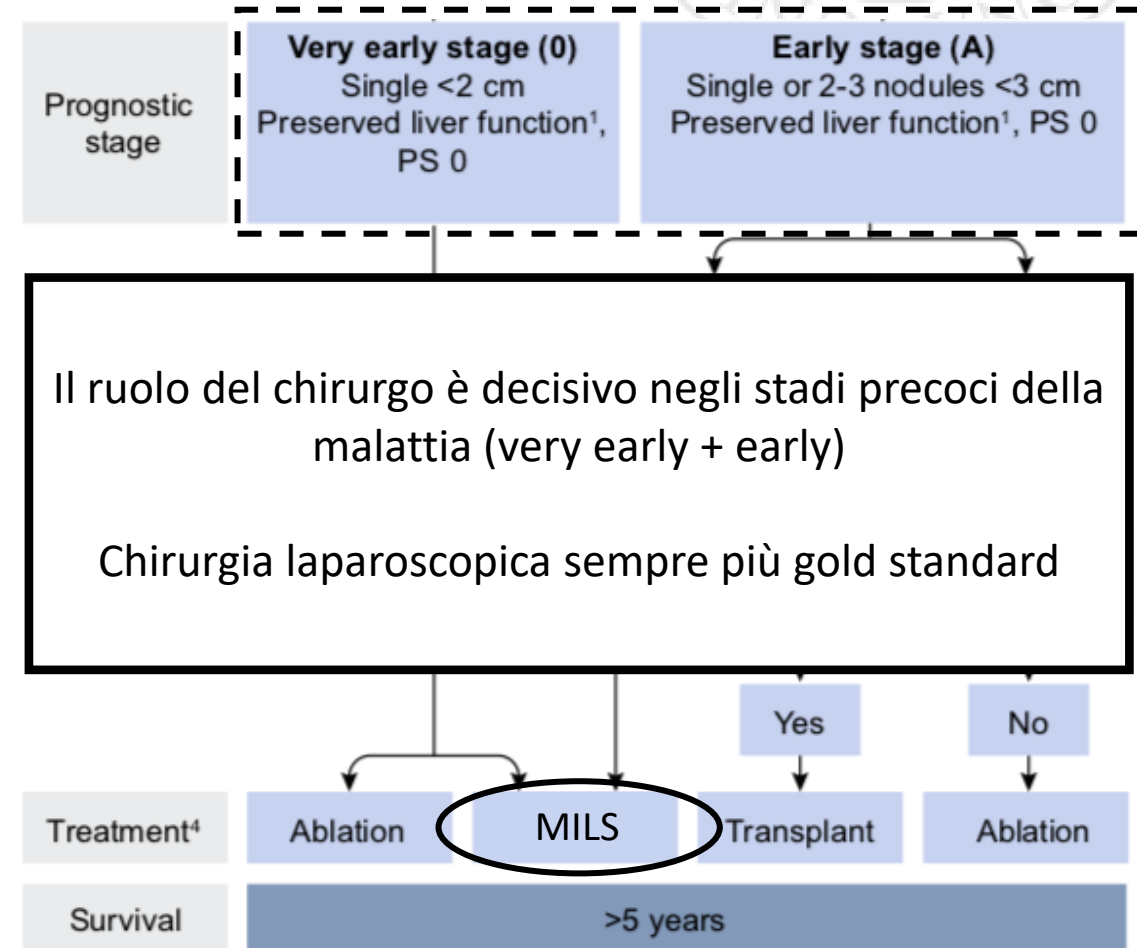 Prognostic
stage
Very early stage (0)
Single <2 cm
Preserved liver function¹,
PS 0
Early stage (A)
Single or 2-3 nodules <3 cm
Preserved liver function¹, PS 0
Il ruolo del chirurgo è decisivo negli stadi precoci della
malattia (very early + early)
Chirurgia laparoscopica sempre più gold standard
Yes
No
Treatment⁴
Ablation
MILS
Transplant
Ablation
Survival
>5 years